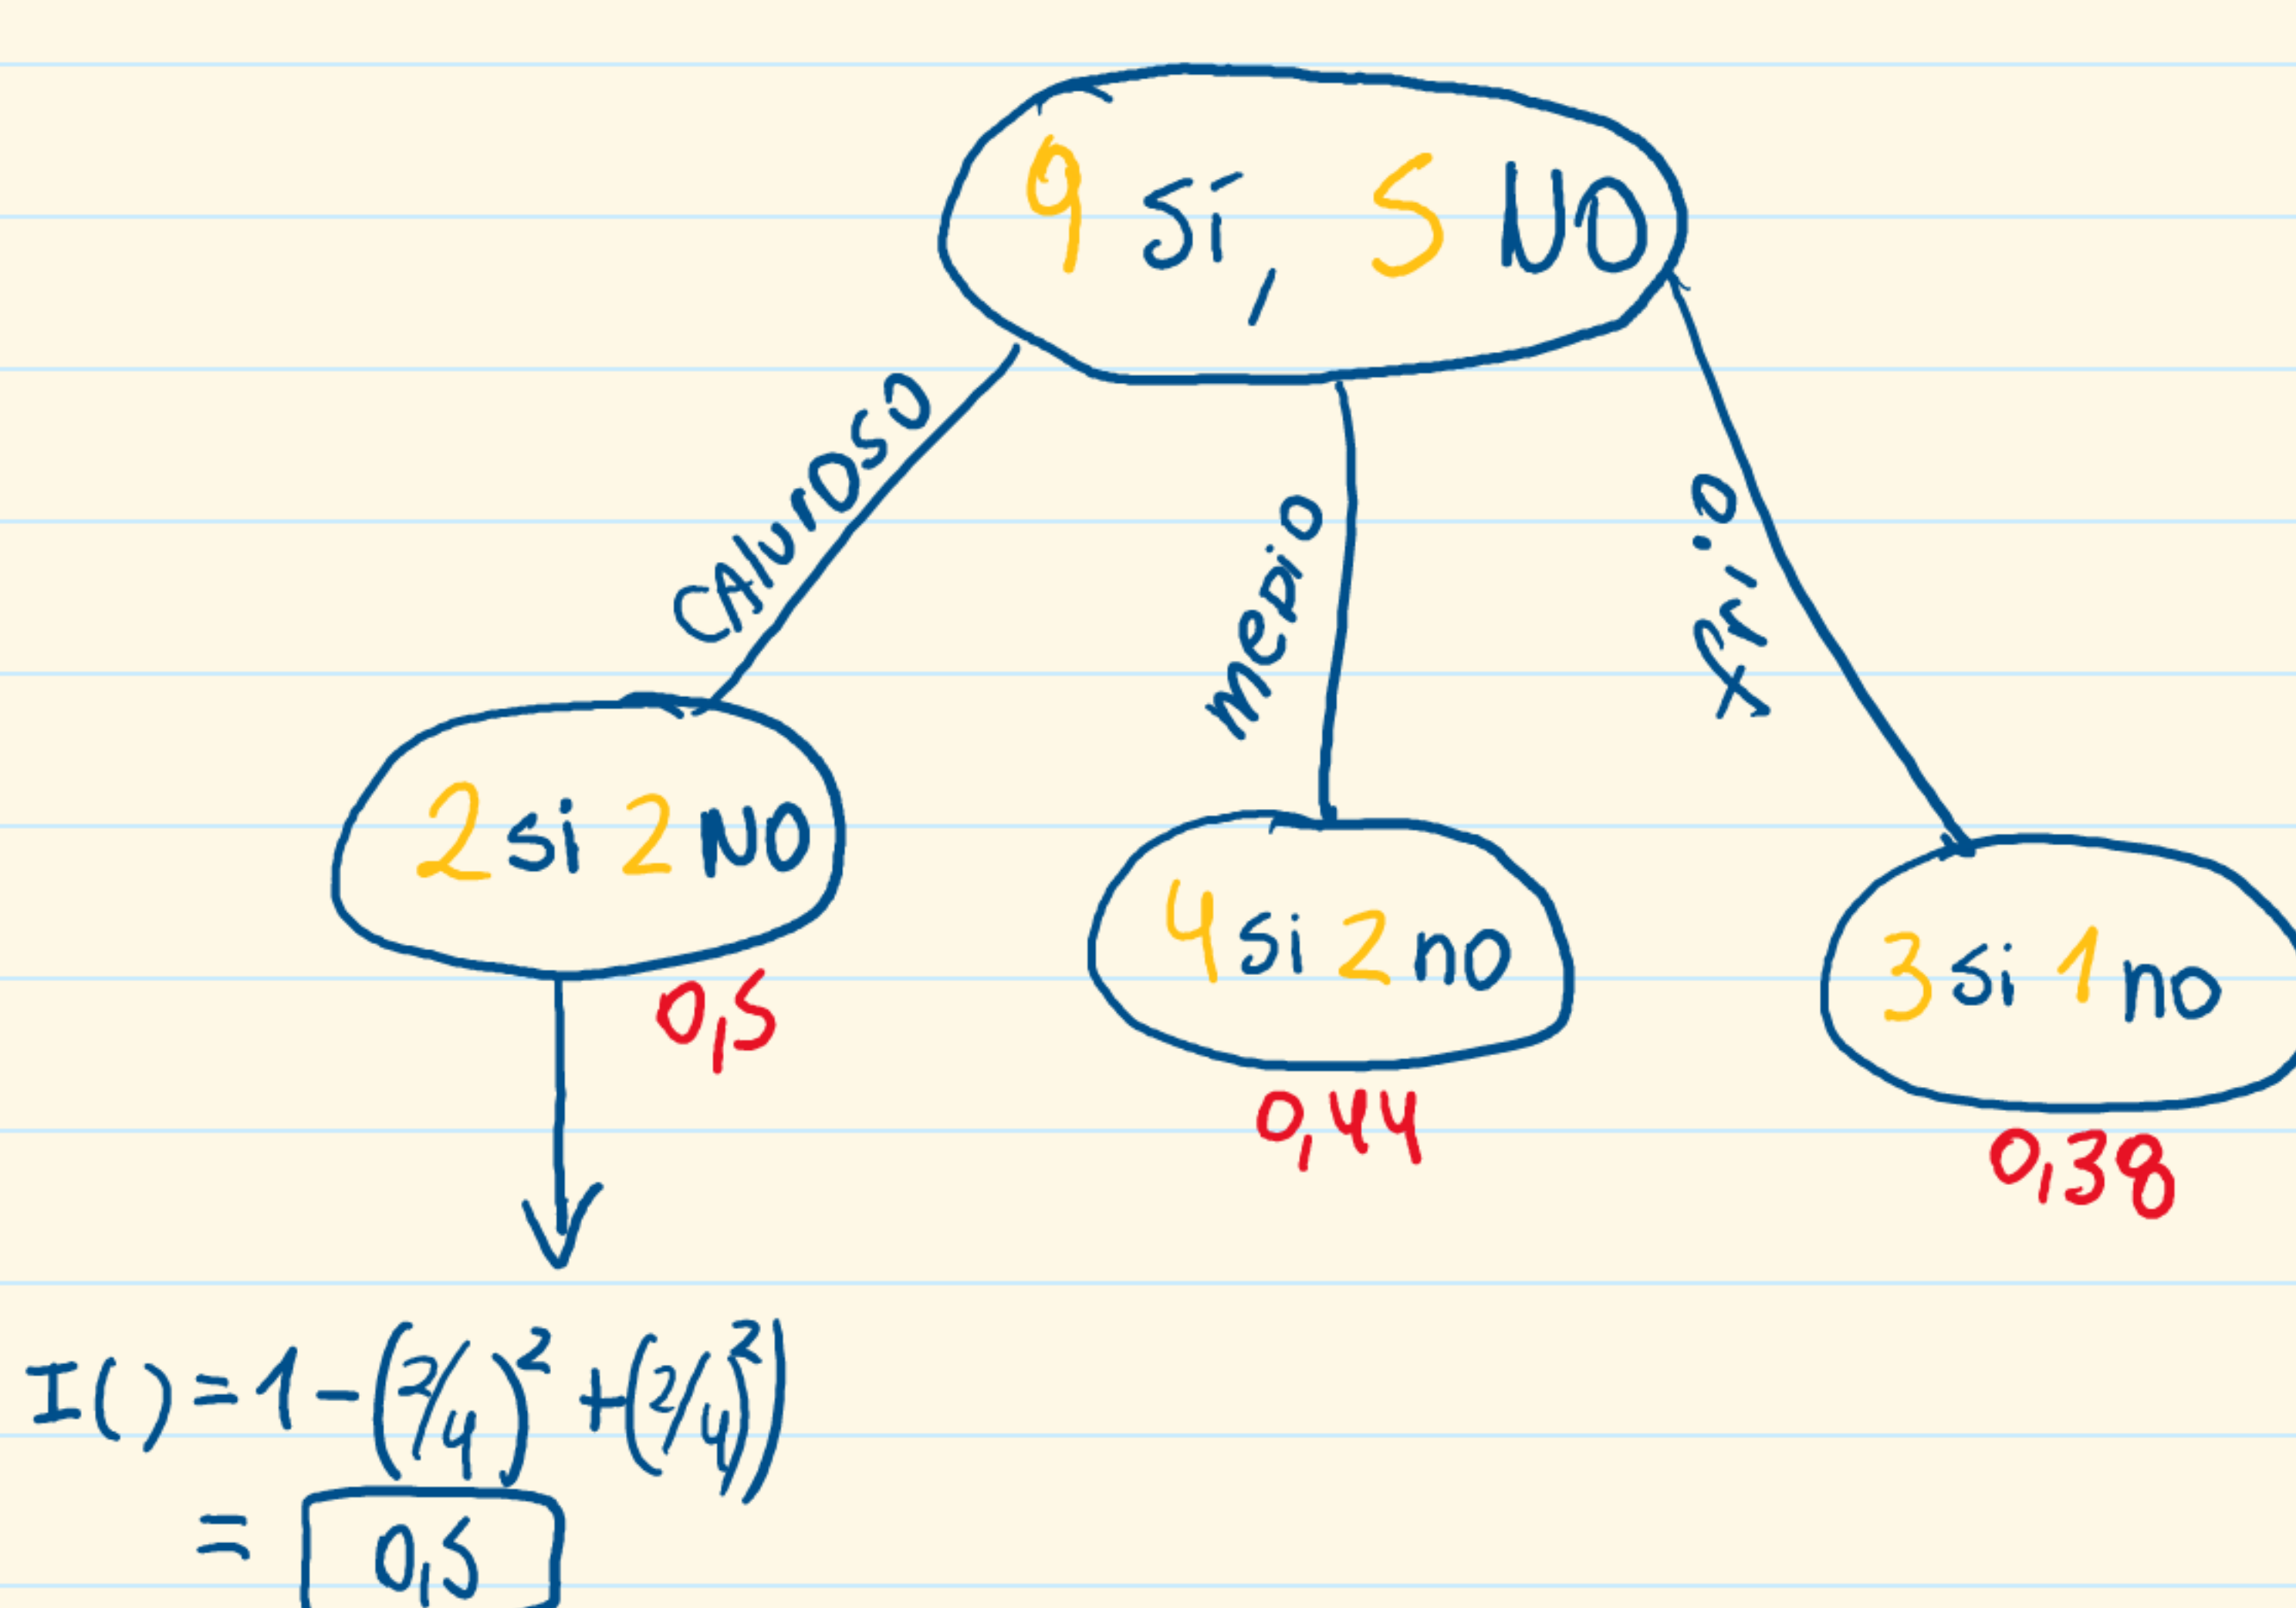 9 Sí, 5 NO
CAluroso
medio
frio
2 si 2 NO
4 si 2 no
3 si 1 no
0,5
0,44
0,38
I() = 1 - (2/4)² + (2/4)²)
= 0,5